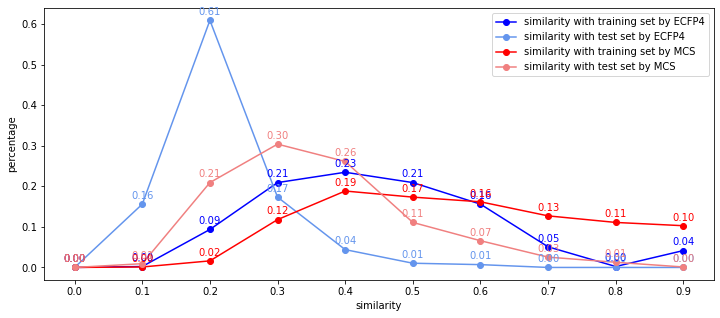 0.61
similarity with training set by ECFP4
similarity with test set by ECFP4
similarity with training set by MCS
similarity with test set by MCS
0.6
0.5
0.4
0.3
0.2
0.1
0.0
percentage
0.30
0.26
0.23
0.21 0.21 0.21
0.19
0.17 0.17
0.16 0.16 0.16
0.13
0.12
0.11 0.11
0.10
0.09
0.07
0.05
0.04 0.04
0.02
0.01 0.01
0.00 0.00 0.00 0.00 0.00
0.0 0.1 0.2 0.3 0.4 0.5 0.6 0.7 0.8 0.9
similarity